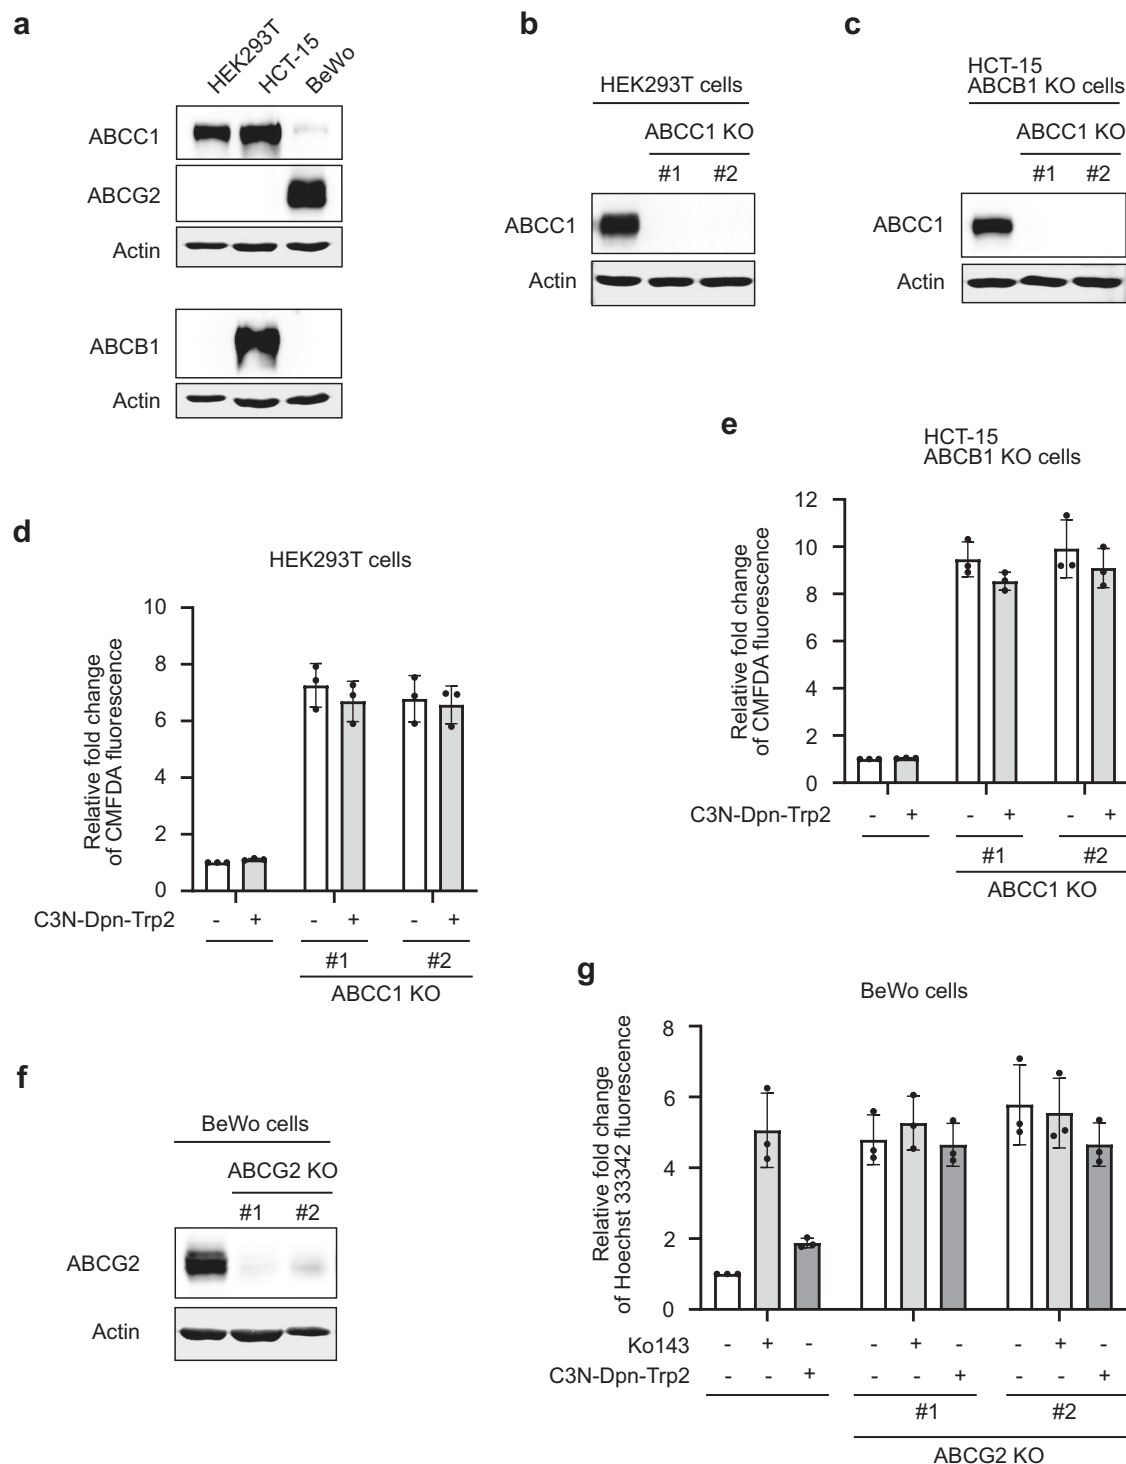 a
HEK293T
HCT-15
BeWo
ABCC1
ABCG2
Actin
ABCB1
Actin
b
HEK293T cells
ABCC1 KO
#1 #2
ABCC1
Actin
c
HCT-15
ABCB1 KO cells
ABCC1 KO
#1 #2
ABCC1
Actin
d
HEK293T cells
Relative fold change
of CMFDA fluorescence
10
8
6
4
2
0
C3N-Dpn-Trp2 - + - + - +
#1 #2
ABCC1 KO
e
HCT-15
ABCB1 KO cells
Relative fold change
of CMFDA fluorescence
12
10
8
6
4
2
0
C3N-Dpn-Trp2 - + - + - +
#1 #2
ABCC1 KO
f
BeWo cells
ABCG2 KO
#1 #2
ABCG2
Actin
g
BeWo cells
Relative fold change
of Hoechst 33342 fluorescence
8
6
4
2
0
Ko143 - + - - + - - + -
C3N-Dpn-Trp2 - - + - - + - - +
#1 #2
ABCG2 KO